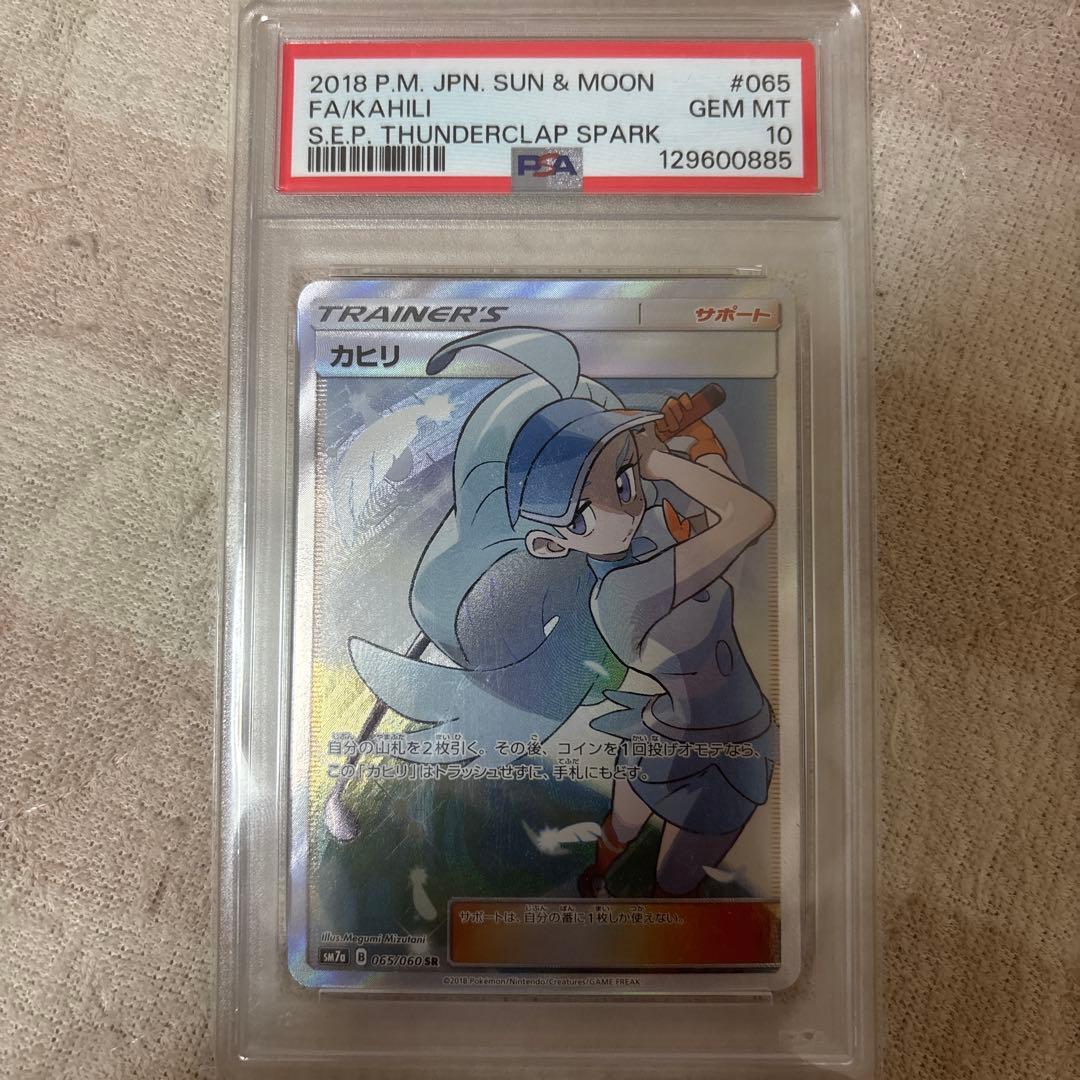 2018 P.M. JPN. SUN & MOON #065
FA/KAHILI GEM MT
S.E.P. THUNDERCLAP SPARK 10
PSA 129600885
TRAINER'S サポート
カヒリ
自分の山札を2枚引く。その後、コインを1回投げオモテなら、
この「カヒリ」はトラッシュせずに、手札にもどす。
サポートは、自分の番に1枚しか使えない。
Illus. Megumi Mizutani
SM7a B 065/060 SR
©2018 Pokémon/Nintendo/Creatures/GAME FREAK